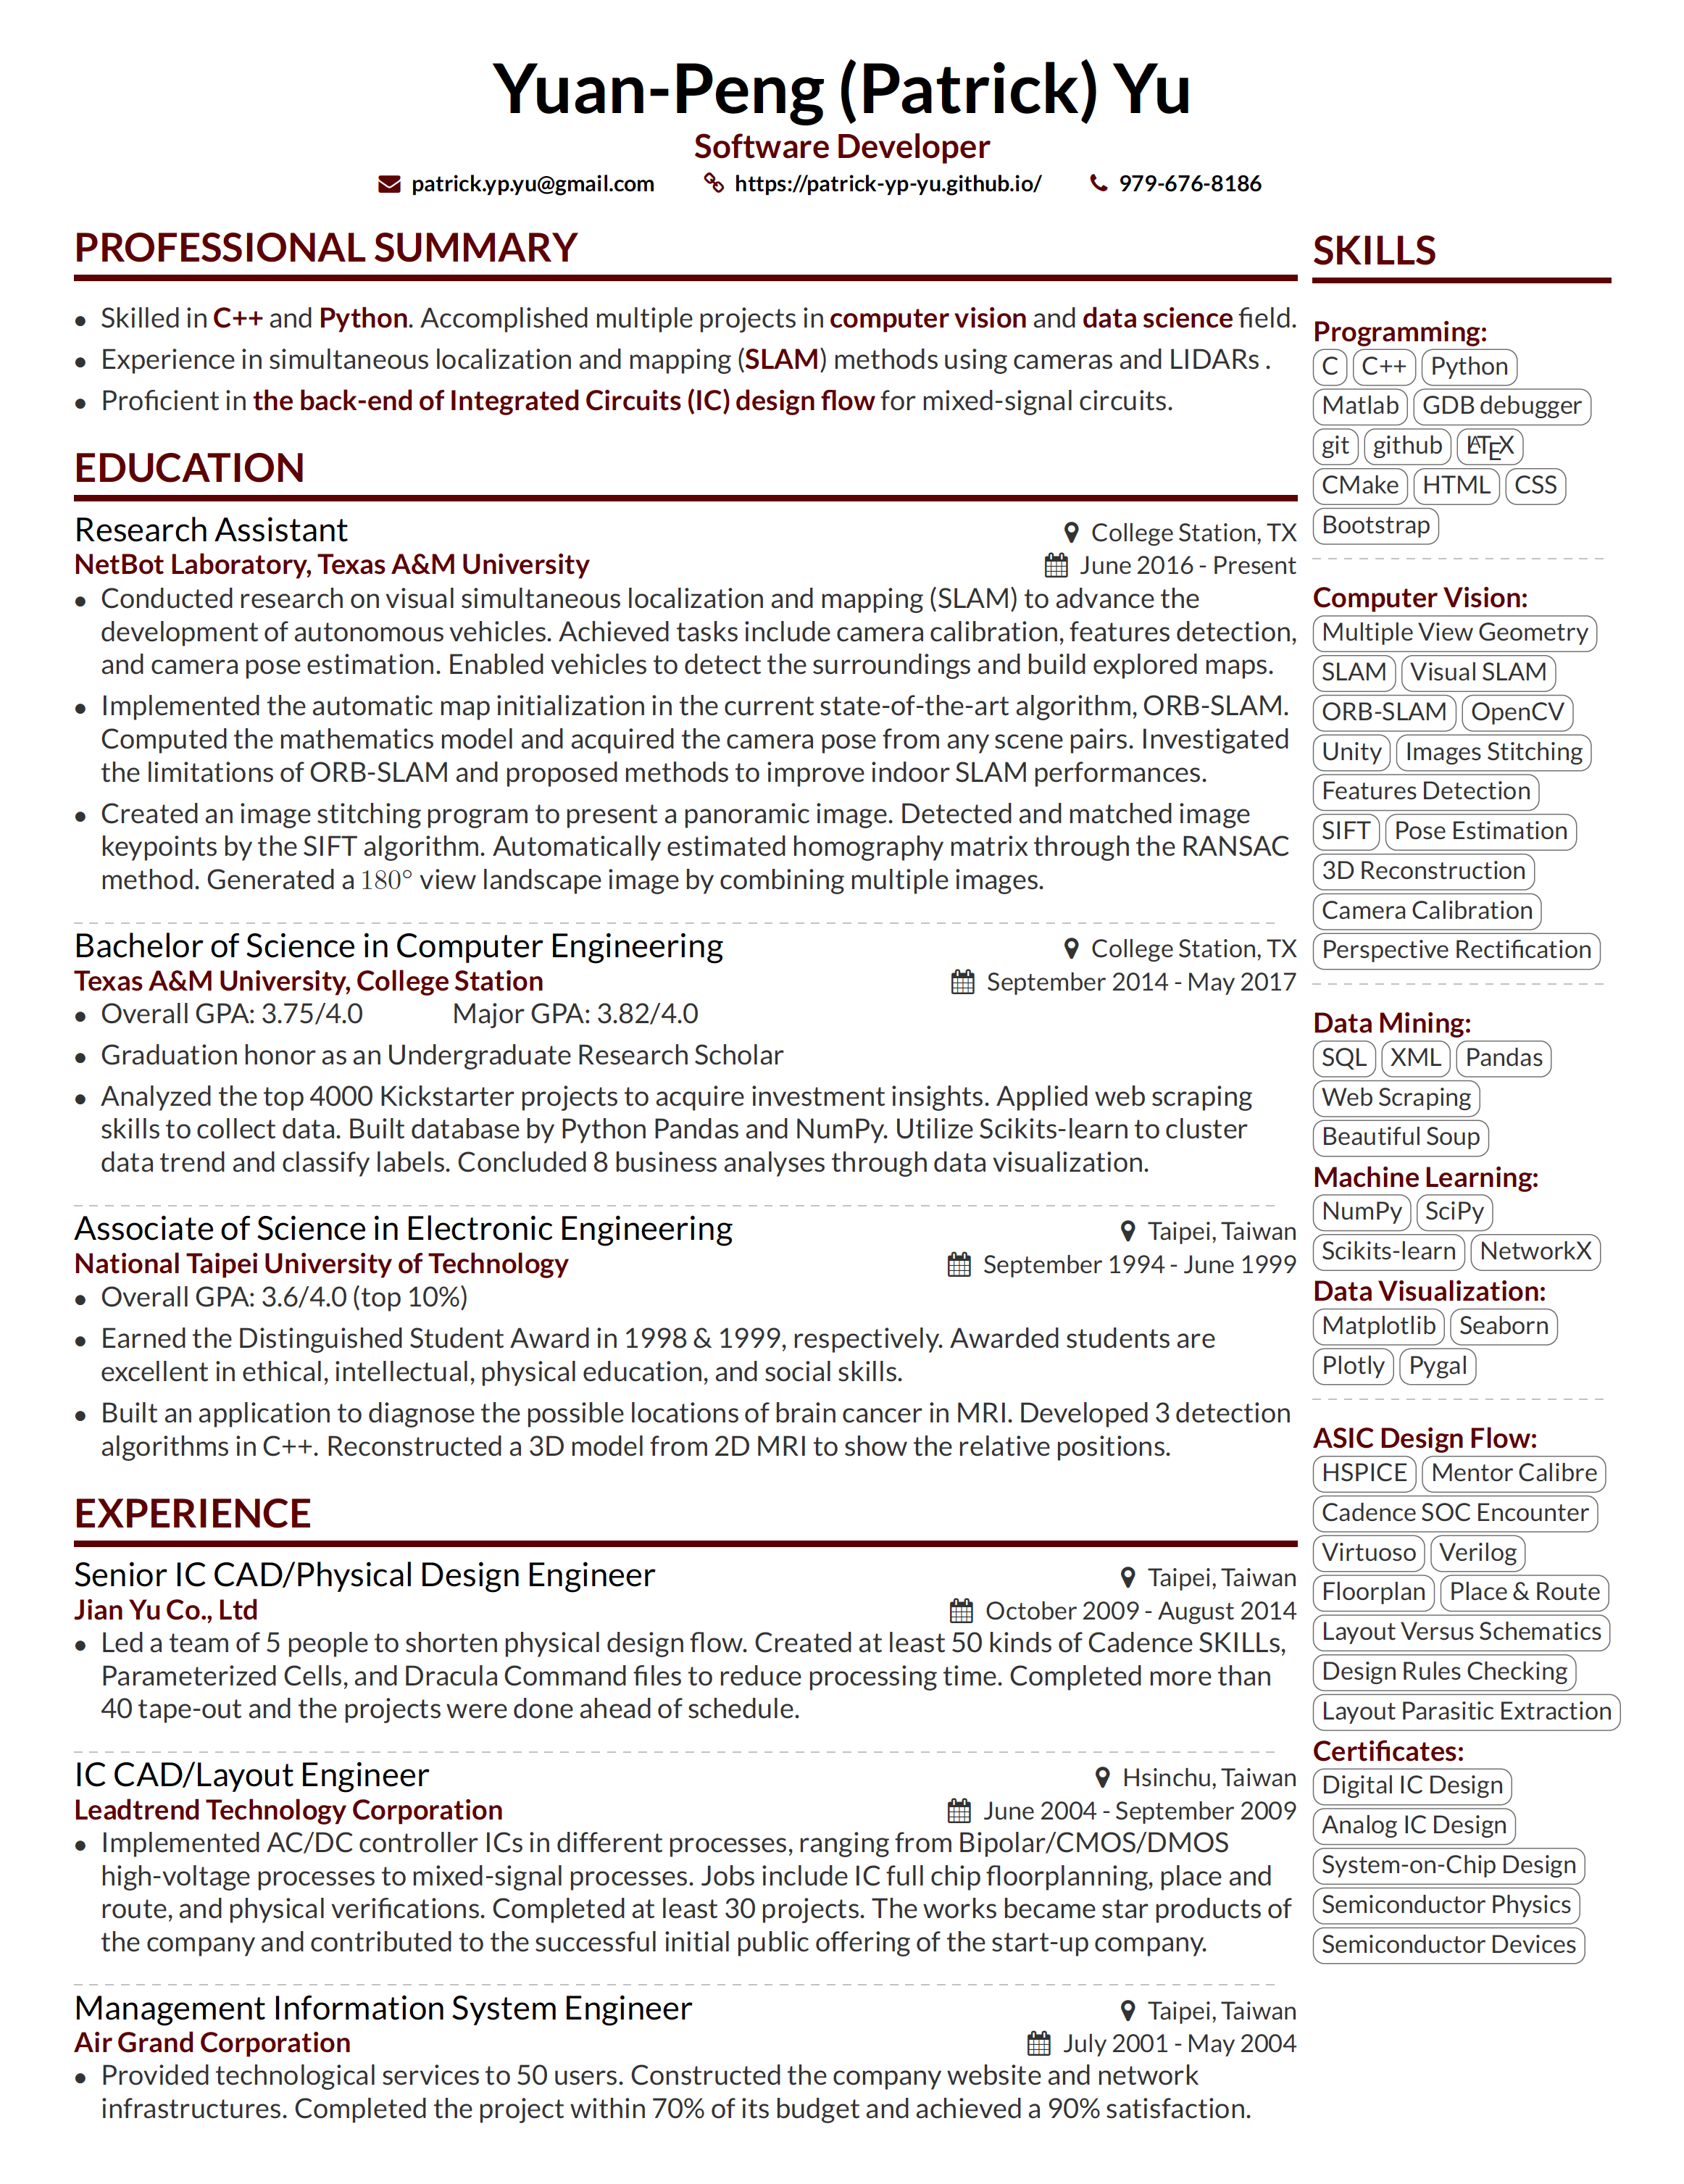 Yuan-Peng (Patrick) Yu
Software Developer
patrick.yp.yu@gmail.com https://patrick-yp-yu.github.io/ 979-676-8186
PROFESSIONAL SUMMARY
• Skilled in C++ and Python. Accomplished multiple projects in computer vision and data science field.
• Experience in simultaneous localization and mapping (SLAM) methods using cameras and LIDARs .
• Proficient in the back-end of Integrated Circuits (IC) design flow for mixed-signal circuits.
EDUCATION
Research Assistant College Station, TX
NetBot Laboratory, Texas A&M University June 2016 - Present
• Conducted research on visual simultaneous localization and mapping (SLAM) to advance the
development of autonomous vehicles. Achieved tasks include camera calibration, features detection,
and camera pose estimation. Enabled vehicles to detect the surroundings and build explored maps.
• Implemented the automatic map initialization in the current state-of-the-art algorithm, ORB-SLAM.
Computed the mathematics model and acquired the camera pose from any scene pairs. Investigated
the limitations of ORB-SLAM and proposed methods to improve indoor SLAM performances.
• Created an image stitching program to present a panoramic image. Detected and matched image
keypoints by the SIFT algorithm. Automatically estimated homography matrix through the RANSAC
method. Generated a 180° view landscape image by combining multiple images.
Bachelor of Science in Computer Engineering College Station, TX
Texas A&M University, College Station September 2014 - May 2017
• Overall GPA: 3.75/4.0 Major GPA: 3.82/4.0
• Graduation honor as an Undergraduate Research Scholar
• Analyzed the top 4000 Kickstarter projects to acquire investment insights. Applied web scraping
skills to collect data. Built database by Python Pandas and NumPy. Utilize Scikits-learn to cluster
data trend and classify labels. Concluded 8 business analyses through data visualization.
Associate of Science in Electronic Engineering Taipei, Taiwan
National Taipei University of Technology September 1994 - June 1999
• Overall GPA: 3.6/4.0 (top 10%)
• Earned the Distinguished Student Award in 1998 & 1999, respectively. Awarded students are
excellent in ethical, intellectual, physical education, and social skills.
• Built an application to diagnose the possible locations of brain cancer in MRI. Developed 3 detection
algorithms in C++. Reconstructed a 3D model from 2D MRI to show the relative positions.
EXPERIENCE
Senior IC CAD/Physical Design Engineer Taipei, Taiwan
Jian Yu Co., Ltd October 2009 - August 2014
• Led a team of 5 people to shorten physical design flow. Created at least 50 kinds of Cadence SKILLs,
Parameterized Cells, and Dracula Command files to reduce processing time. Completed more than
40 tape-out and the projects were done ahead of schedule.
IC CAD/Layout Engineer Hsinchu, Taiwan
Leadtrend Technology Corporation June 2004 - September 2009
• Implemented AC/DC controller ICs in different processes, ranging from Bipolar/CMOS/DMOS
high-voltage processes to mixed-signal processes. Jobs include IC full chip floorplanning, place and
route, and physical verifications. Completed at least 30 projects. The works became star products of
the company and contributed to the successful initial public offering of the start-up company.
Management Information System Engineer Taipei, Taiwan
Air Grand Corporation July 2001 - May 2004
• Provided technological services to 50 users. Constructed the company website and network
infrastructures. Completed the project within 70% of its budget and achieved a 90% satisfaction.
SKILLS
Programming:
C C++ Python
Matlab GDB debugger
git github LATEX
CMake HTML CSS
Bootstrap
Computer Vision:
Multiple View Geometry
SLAM Visual SLAM
ORB-SLAM OpenCV
Unity Images Stitching
Features Detection
SIFT Pose Estimation
3D Reconstruction
Camera Calibration
Perspective Rectification
Data Mining:
SQL XML Pandas
Web Scraping
Beautiful Soup
Machine Learning:
NumPy SciPy
Scikits-learn NetworkX
Data Visualization:
Matplotlib Seaborn
Plotly Pygal
ASIC Design Flow:
HSPICE Mentor Calibre
Cadence SOC Encounter
Virtuoso Verilog
Floorplan Place & Route
Layout Versus Schematics
Design Rules Checking
Layout Parasitic Extraction
Certificates:
Digital IC Design
Analog IC Design
System-on-Chip Design
Semiconductor Physics
Semiconductor Devices